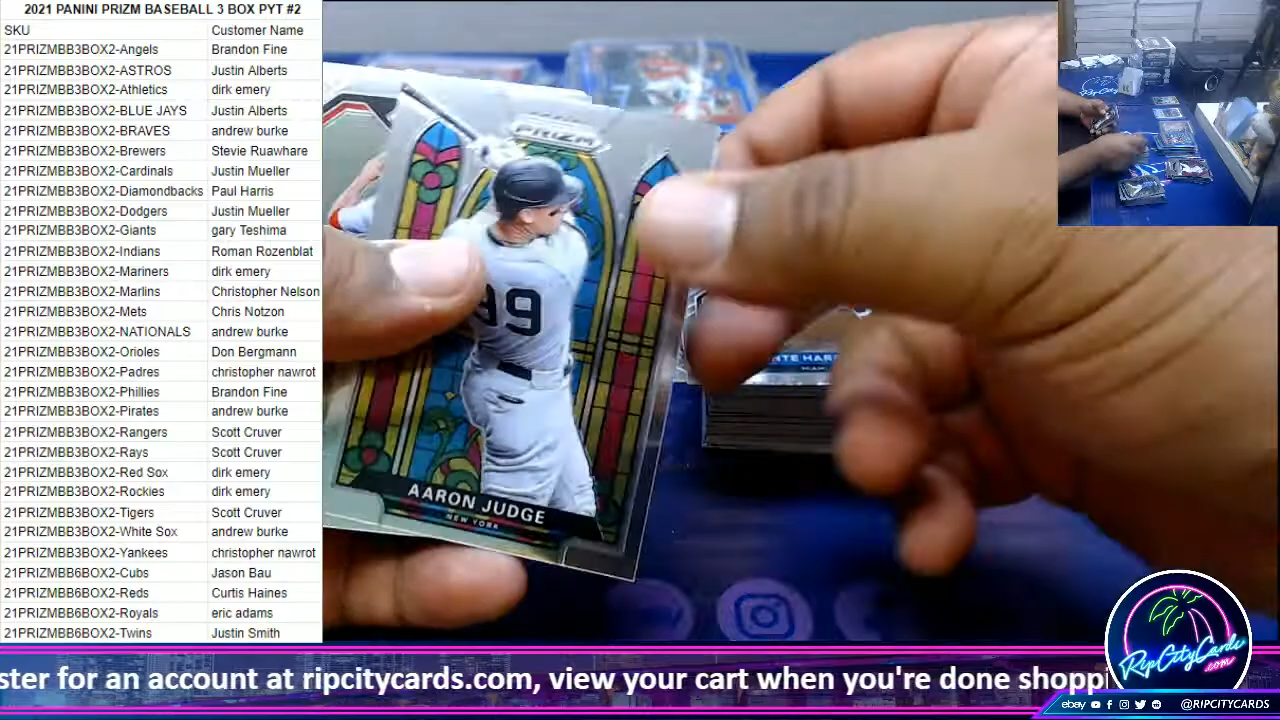 2021 PANINI PRIZM BASEBALL 3 BOX PYT #2
SKU Customer Name
21PRIZMBB3BOX2-Angels Brandon Fine
21PRIZMBB3BOX2-ASTROS Justin Alberts
21PRIZMBB3BOX2-Athletics dirk emery
21PRIZMBB3BOX2-BLUE JAYS Justin Alberts
21PRIZMBB3BOX2-BRAVES andrew burke
21PRIZMBB3BOX2-Brewers Stevie Ruawhare
21PRIZMBB3BOX2-Cardinals Justin Mueller
21PRIZMBB3BOX2-Diamondbacks Paul Harris
21PRIZMBB3BOX2-Dodgers Justin Mueller
21PRIZMBB3BOX2-Giants gary Teshima
21PRIZMBB3BOX2-Indians Roman Rozenblat
21PRIZMBB3BOX2-Mariners dirk emery
21PRIZMBB3BOX2-Marlins Christopher Nelson
21PRIZMBB3BOX2-Mets Chris Notzon
21PRIZMBB3BOX2-NATIONALS andrew burke
21PRIZMBB3BOX2-Orioles Don Bergmann
21PRIZMBB3BOX2-Padres christopher nawrot
21PRIZMBB3BOX2-Phillies Brandon Fine
21PRIZMBB3BOX2-Pirates andrew burke
21PRIZMBB3BOX2-Rangers Scott Cruver
21PRIZMBB3BOX2-Rays Scott Cruver
21PRIZMBB3BOX2-Red Sox dirk emery
21PRIZMBB3BOX2-Rockies dirk emery
21PRIZMBB3BOX2-Tigers Scott Cruver
21PRIZMBB3BOX2-White Sox andrew burke
21PRIZMBB3BOX2-Yankees christopher nawrot
21PRIZMBB6BOX2-Cubs Jason Bau
21PRIZMBB6BOX2-Reds Curtis Haines
21PRIZMBB6BOX2-Royals eric adams
21PRIZMBB6BOX2-Twins Justin Smith
PRIZM
99
AARON JUDGE
NEW YORK
NTE HAR
MIAM
ster for an account at ripcitycards.com, view your cart when you're done shopp
RipCityCards
.com
ebay @RIPCITYCARDS